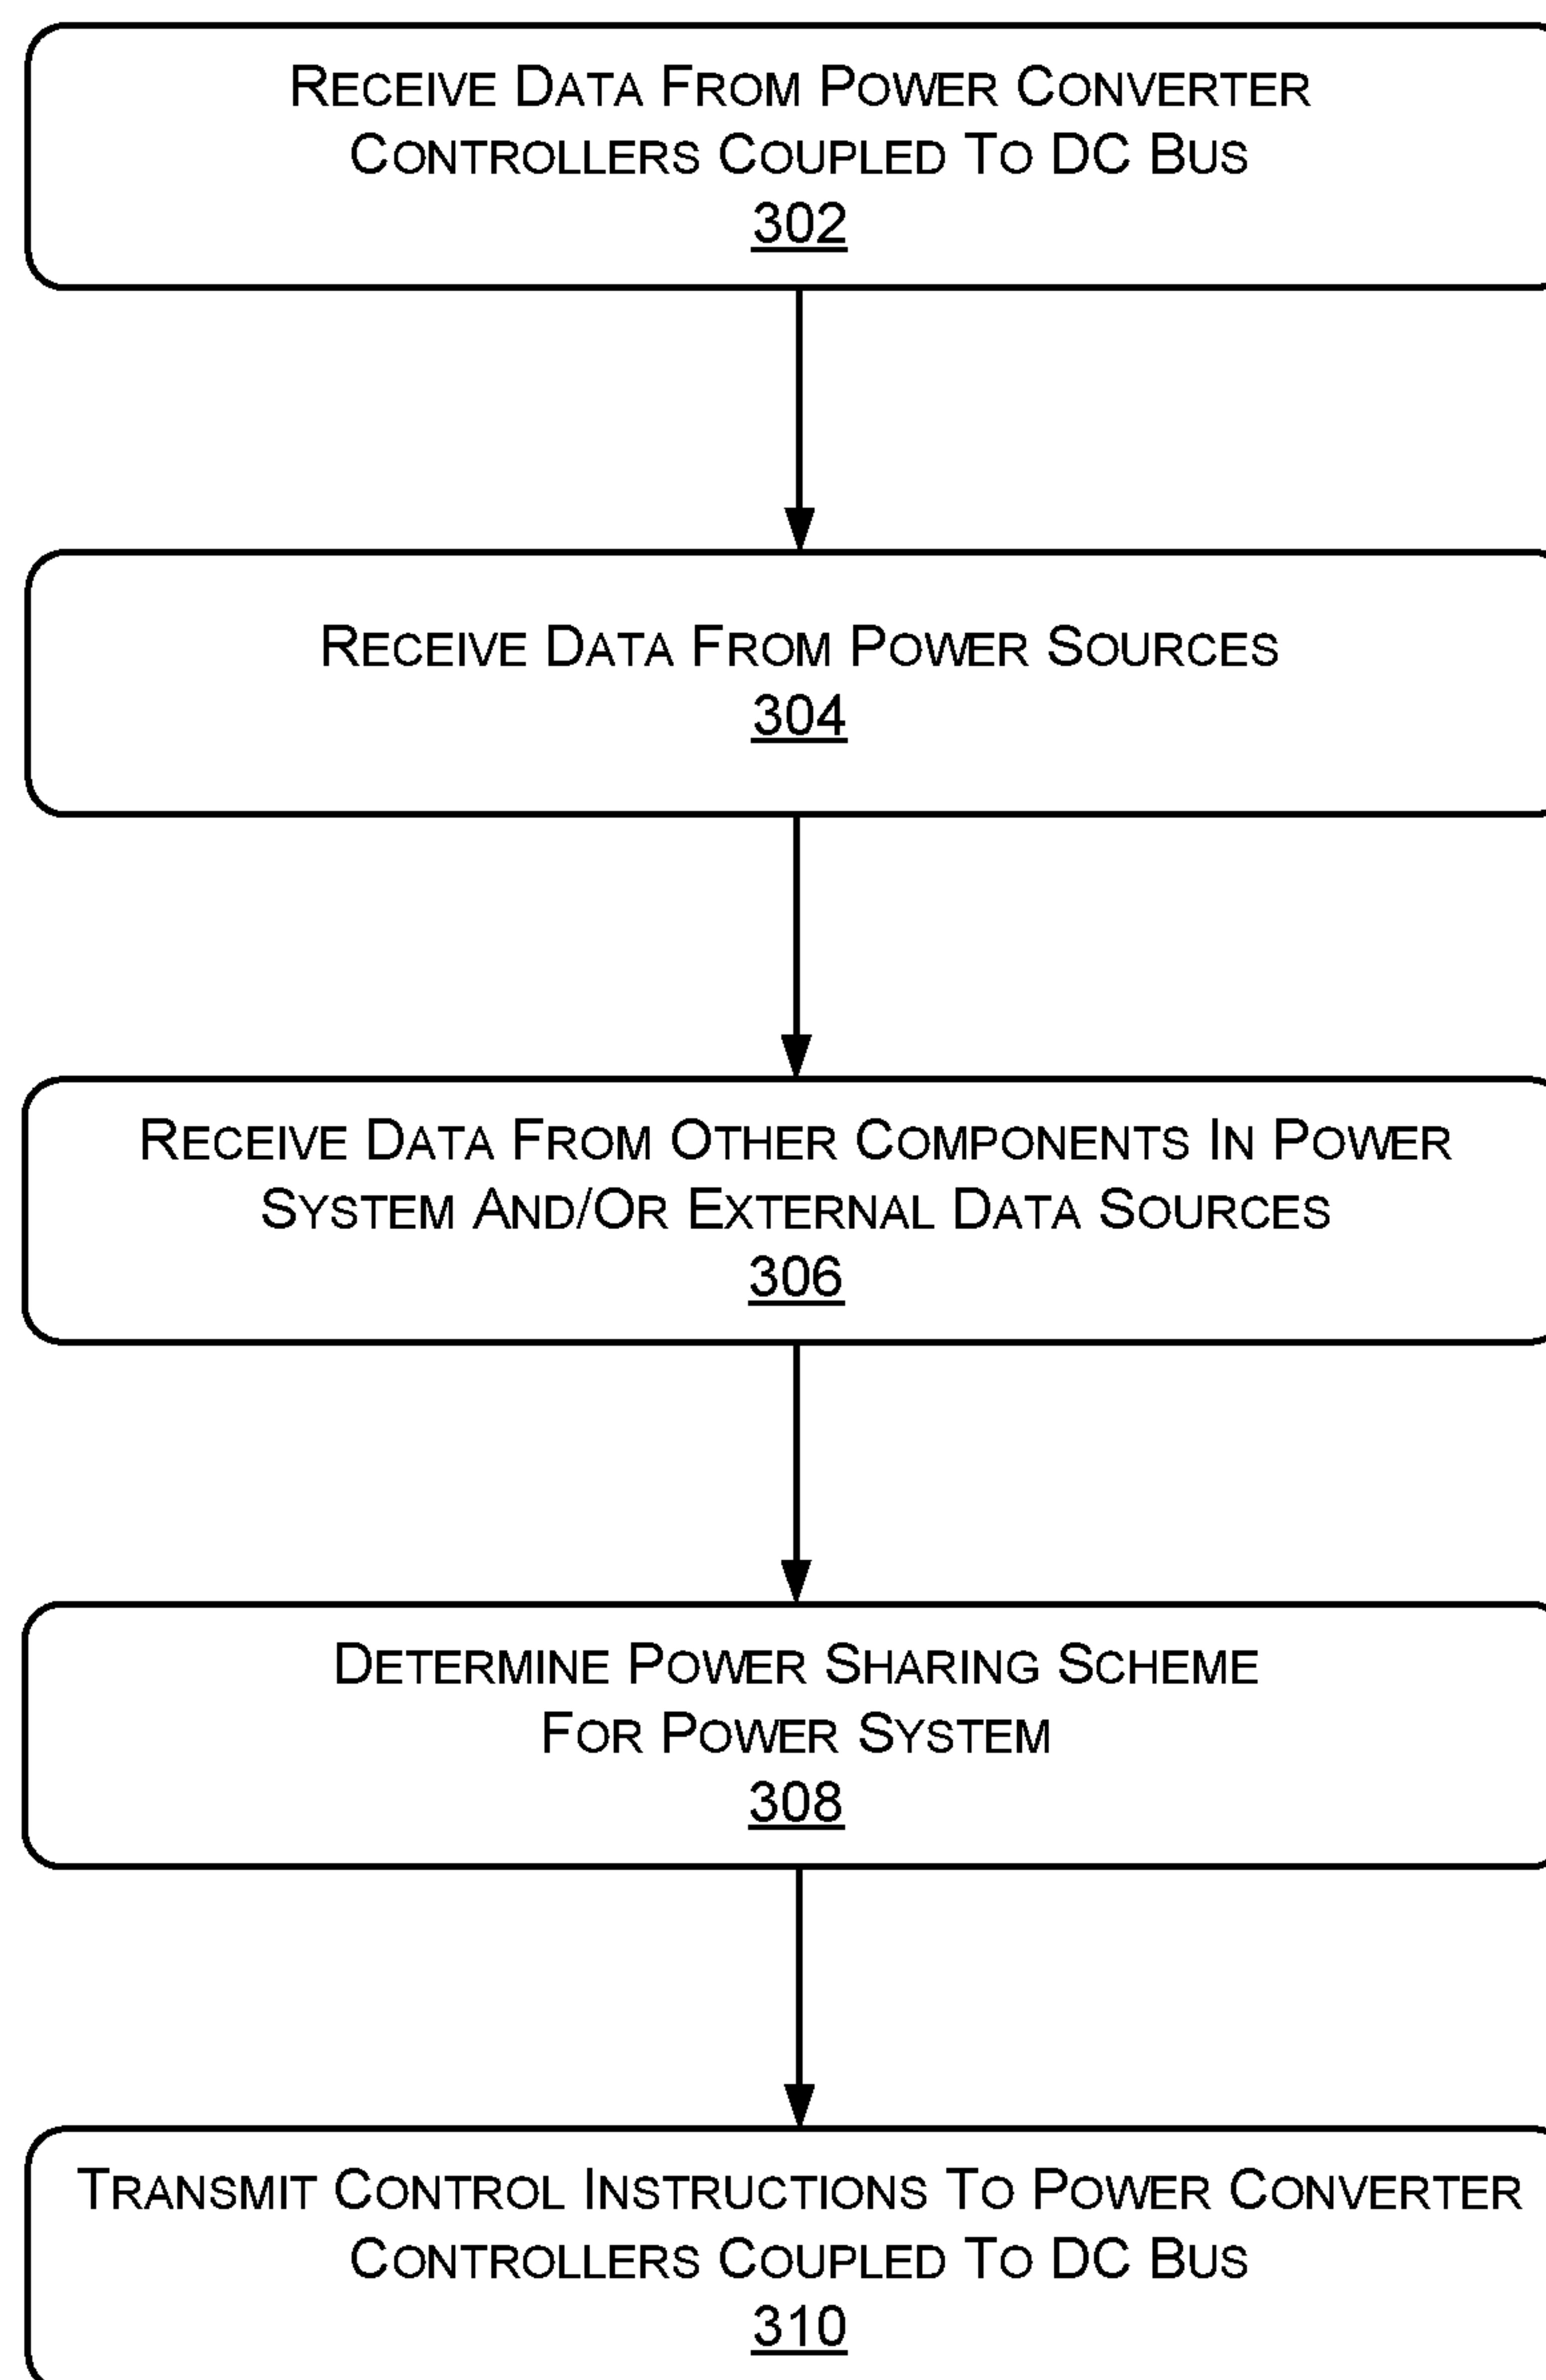 Receive Data From Power Converter
Controllers Coupled To DC Bus
302
Receive Data From Power Sources
304
Receive Data From Other Components In Power
System And/Or External Data Sources
306
Determine Power Sharing Scheme
For Power System
308
Transmit Control Instructions To Power Converter
Controllers Coupled To DC Bus
310